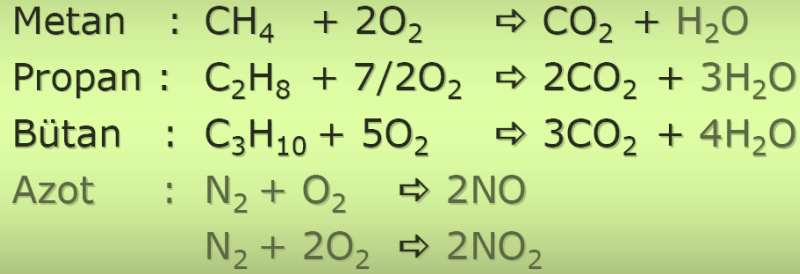 Metan : CH₄ + 2O₂ ⇨ CO₂ + H₂O
Propan : C₂H₈ + 7/2O₂ ⇨ 2CO₂ + 3H₂O
Bütan : C₃H₁₀ + 5O₂ ⇨ 3CO₂ + 4H₂O
Azot : N₂ + O₂ ⇨ 2NO
N₂ + 2O₂ ⇨ 2NO₂